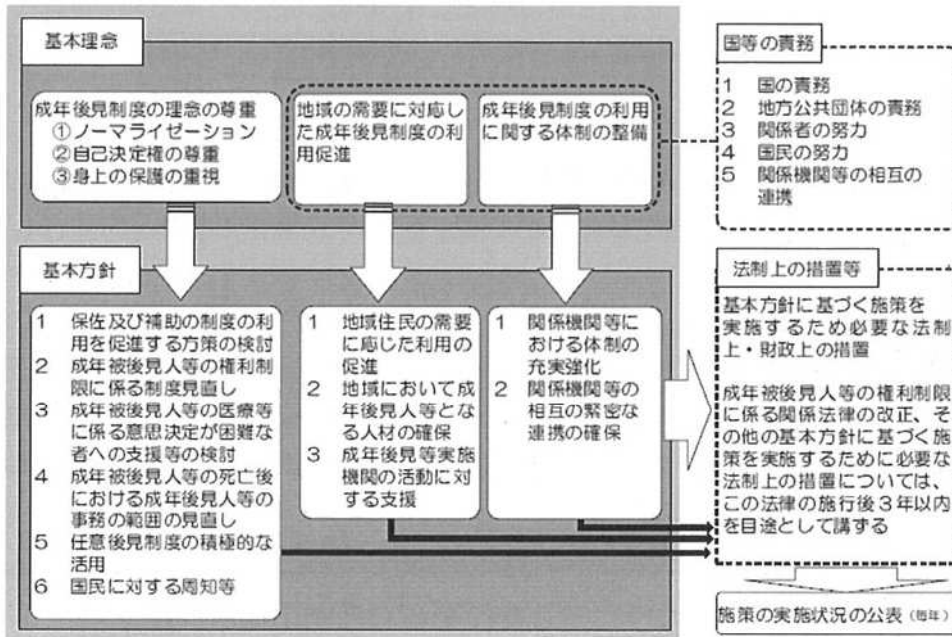 基本理念
成年後見制度の理念の尊重
①ノーマライゼーション
②自己決定権の尊重
③身上の保護の重視
地域の需要に対応し
た成年後見制度の利
用促進
成年後見制度の利用
に関する体制の整備
国等の責務
1 国の責務
2 地方公共団体の責務
3 関係者の努力
4 国民の努力
5 関係機関等の相互の
連携
基本方針
1 保佐及び補助の制度の利
用を促進する方策の検討
2 成年被後見人等の権利制
限に係る制度見直し
3 成年被後見人等の医療等
に係る意思決定が困難な
者への支援等の検討
4 成年被後見人等の死亡後
における成年後見人等の
事務の範囲の見直し
5 任意後見制度の積極的な
活用
6 国民に対する周知等
1 地域住民の需要
に応じた利用の
促進
2 地域において成
年後見人等とな
る人材の確保
3 成年後見等実施
機関の活動に対
する支援
1 関係機関等に
おける体制の
充実強化
2 関係機関等の
相互の緊密な
連携の確保
法制上の措置等
基本方針に基づく施策を
実施するため必要な法制
上・財政上の措置
成年被後見人等の権利制限
に係る関係法律の改正、そ
の他の基本方針に基づく施
策を実施するために必要な
法制上の措置については、
この法律の施行後3年以内
を目途として講ずる
施策の実施状況の公表(毎年)